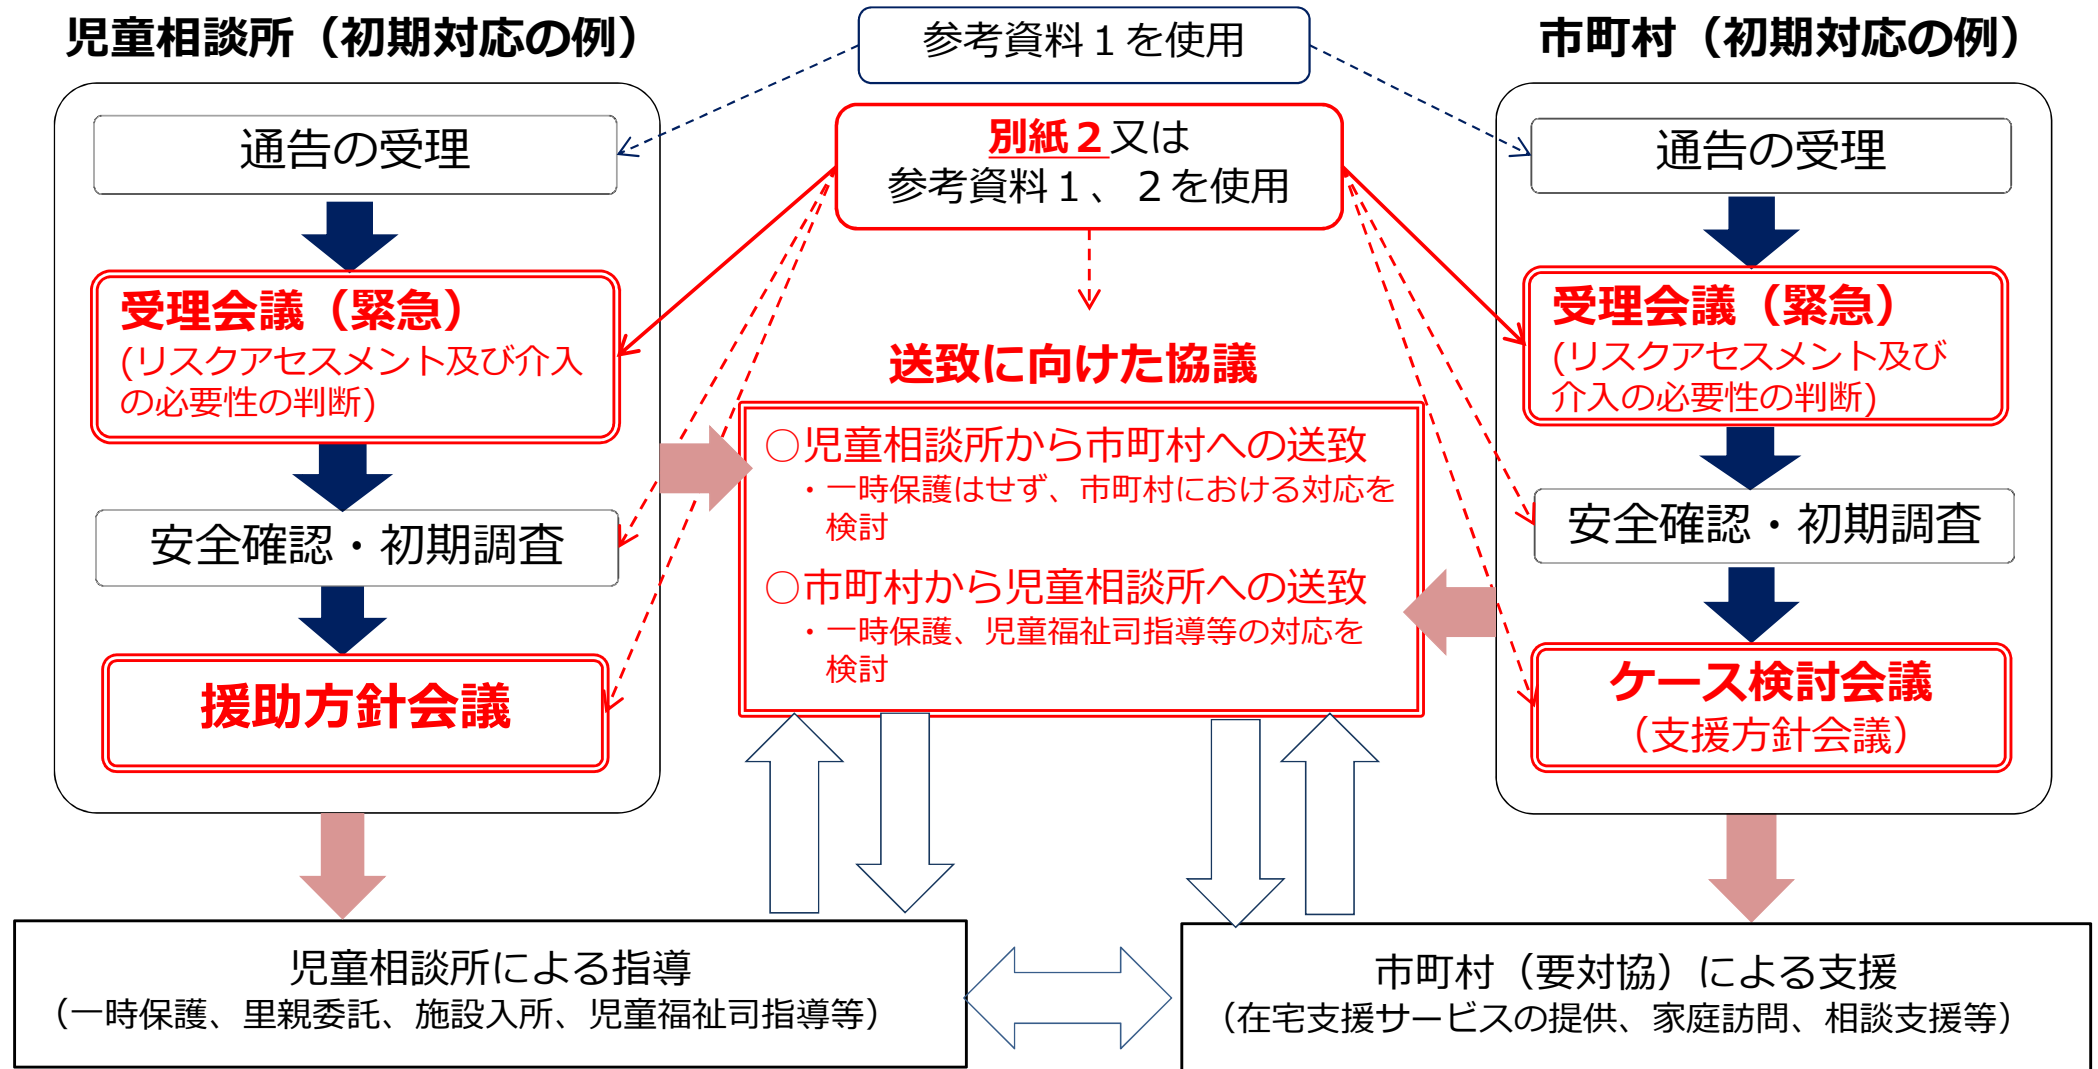 児童相談所（初期対応の例）
通告の受理
受理会議（緊急）
(リスクアセスメント及び介入
の必要性の判断)
安全確認・初期調査
援助方針会議
参考資料１を使用
別紙２又は
参考資料１、２を使用
送致に向けた協議
○児童相談所から市町村への送致
・一時保護はせず、市町村における対応を
検討
○市町村から児童相談所への送致
・一時保護、児童福祉司指導等の対応を
検討
市町村（初期対応の例）
通告の受理
受理会議（緊急）
(リスクアセスメント及び
介入の必要性の判断)
安全確認・初期調査
ケース検討会議
（支援方針会議）
児童相談所による指導
（一時保護、里親委託、施設入所、児童福祉司指導等）
市町村（要対協）による支援
（在宅支援サービスの提供、家庭訪問、相談支援等）